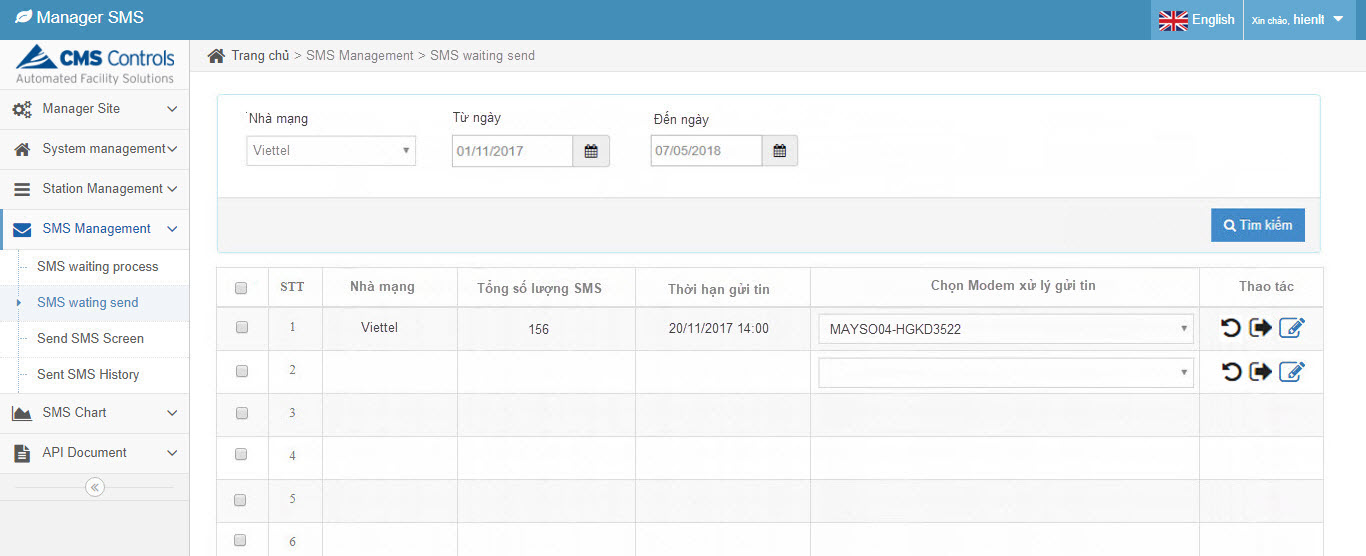 Manager SMS
English
Xin chào, hienlt
CMS Controls
Automated Facility Solutions
Trang chủ > SMS Management > SMS waiting send
Manager Site
System management
Station Management
SMS Management
SMS waiting process
SMS wating send
Send SMS Screen
Sent SMS History
SMS Chart
API Document
Nhà mạng
Từ ngày
Đến ngày
Viettel
01/11/2017
07/05/2018
Tìm kiếm
STT Nhà mạng Tổng số lượng SMS Thời hạn gửi tin Chọn Modem xử lý gửi tin Thao tác
1 Viettel 156 20/11/2017 14:00 MAYSO04-HGKD3522
2
3
4
5
6